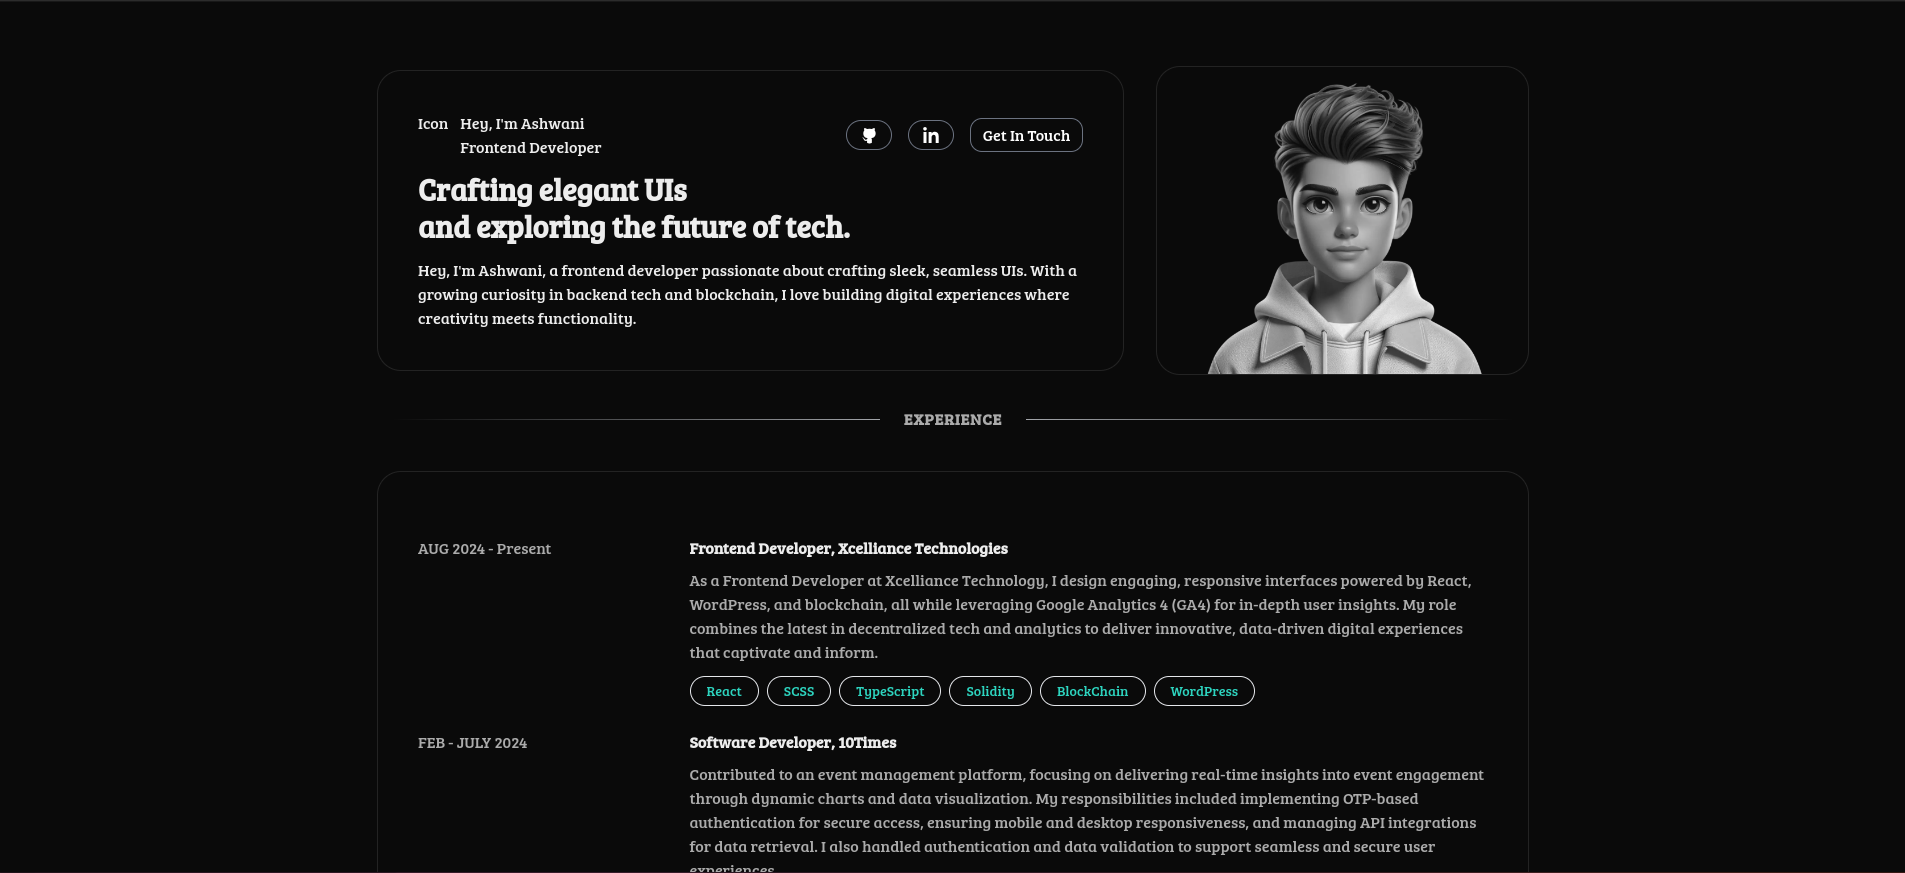 Icon Hey, I'm Ashwani
Frontend Developer
in
Get In Touch
Crafting elegant UIs
and exploring the future of tech.
Hey, I'm Ashwani, a frontend developer passionate about crafting sleek, seamless UIs. With a
growing curiosity in backend tech and blockchain, I love building digital experiences where
creativity meets functionality.
EXPERIENCE
AUG 2024 - Present
Frontend Developer, Xcelliance Technologies
As a Frontend Developer at Xcelliance Technology, I design engaging, responsive interfaces powered by React,
WordPress, and blockchain, all while leveraging Google Analytics 4 (GA4) for in-depth user insights. My role
combines the latest in decentralized tech and analytics to deliver innovative, data-driven digital experiences
that captivate and inform.
React SCSS TypeScript Solidity BlockChain WordPress
FEB - JULY 2024
Software Developer, 10Times
Contributed to an event management platform, focusing on delivering real-time insights into event engagement
through dynamic charts and data visualization. My responsibilities included implementing OTP-based
authentication for secure access, ensuring mobile and desktop responsiveness, and managing API integrations
for data retrieval. I also handled authentication and data validation to support seamless and secure user
experiences.